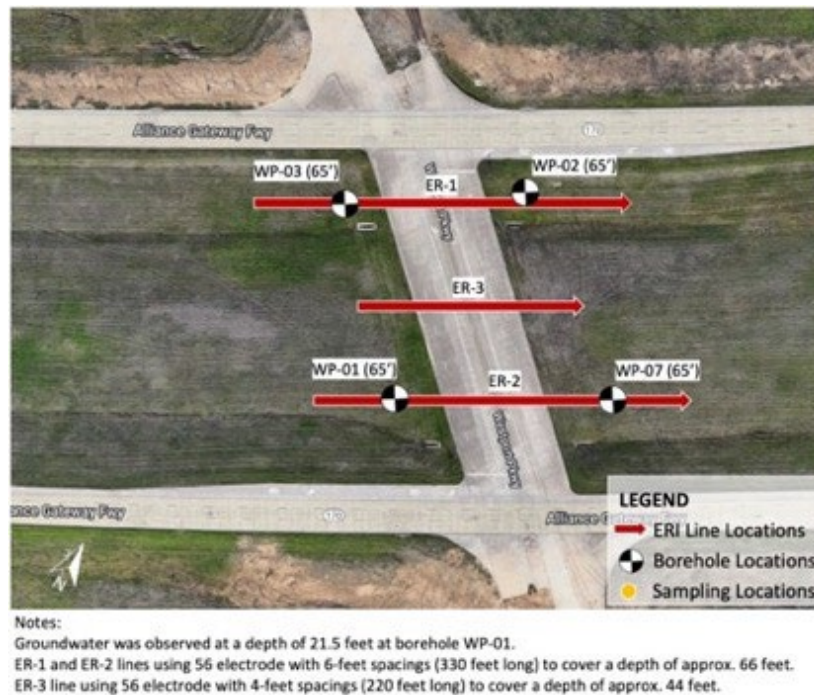 Alliance Gateway Fwy
WP-03 (65')
ER-1
WP-02 (65')
ER-3
WP-01 (65')
ER-2
WP-07 (65')
Alliance Gateway Fwy
LEGEND
ERI Line Locations
Borehole Locations
Sampling Locations
N
Notes:
Groundwater was observed at a depth of 21.5 feet at borehole WP-01.
ER-1 and ER-2 lines using 56 electrode with 6-feet spacings (330 feet long) to cover a depth of approx. 66 feet.
ER-3 line using 56 electrode with 4-feet spacings (220 feet long) to cover a depth of approx. 44 feet.